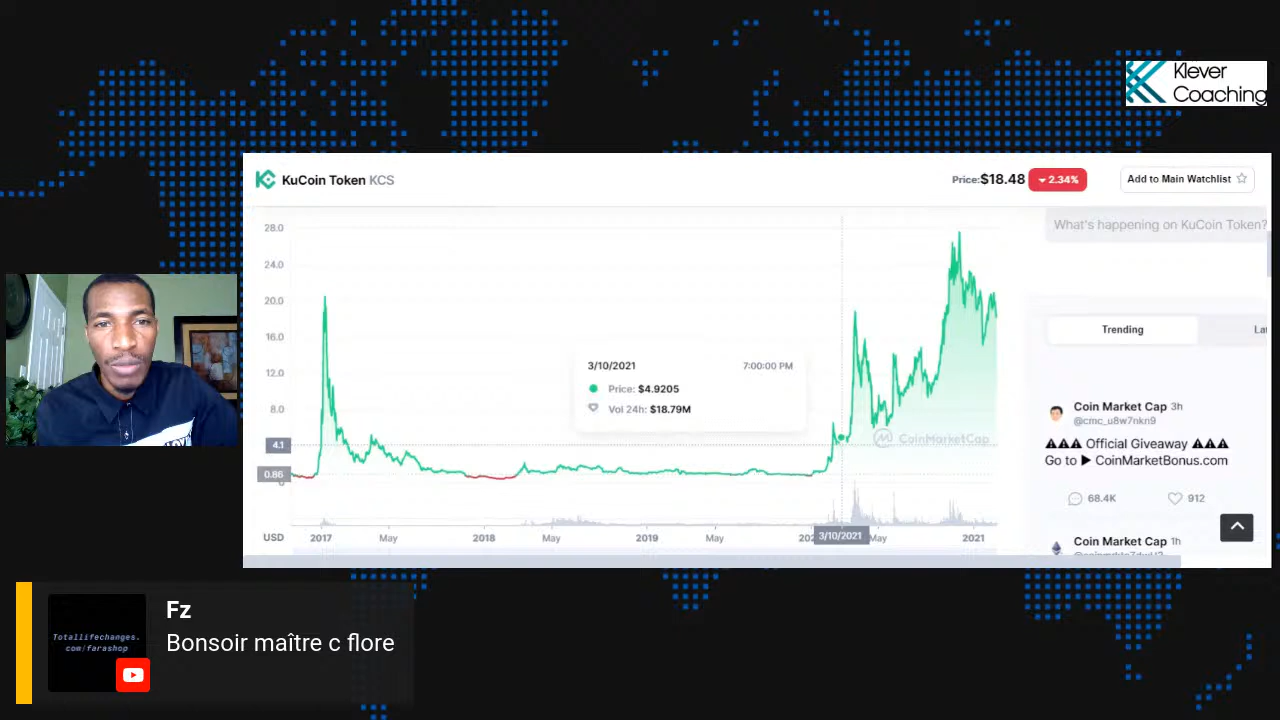 Klever
Coaching
KuCoin Token KCS
Price:$18.48 2.34%
Add to Main Watchlist
What's happening on KuCoin Token?
28.0
24.0
20.0
16.0
12.0
8.0
4.1
0.86
3/10/2021 7:00:00 PM
Price: $4.9205
Vol 24h: $18.79M
CoinMarketCap
USD 2017 May 2018 May 2019 May 3/10/2021 May 2021
Trending
Coin Market Cap 3h
@cmc_u8w7nkn9
Official Giveaway
Go to ▶ CoinMarketBonus.com
68.4K 912
Coin Market Cap 1h
Totallifechanges.
com/farashop
Fz
Bonsoir maître c flore